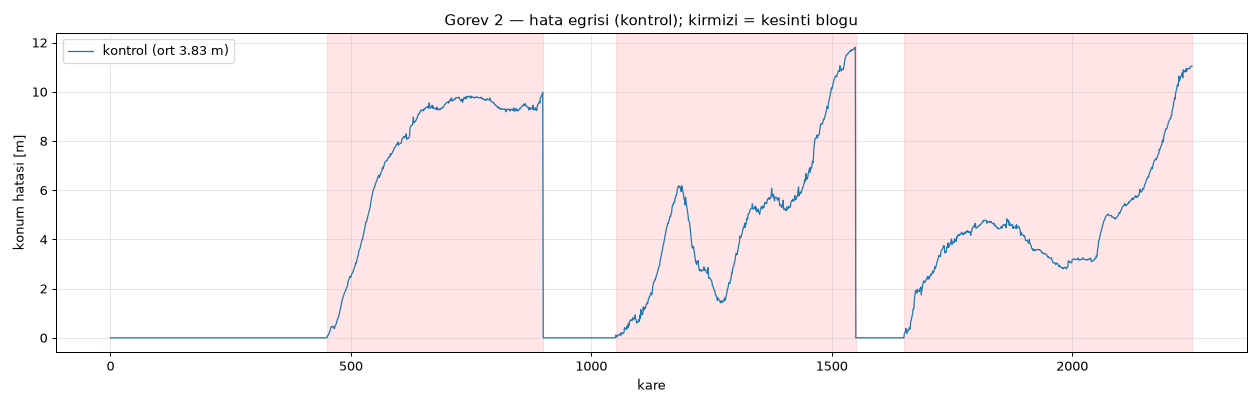 Gorev 2 — hata egrisi (kontrol); kirmizi = kesinti blogu
kontrol (ort 3.83 m)
konum hatasi [m]
12
10
8
6
4
2
0
0 500 1000 1500 2000
kare